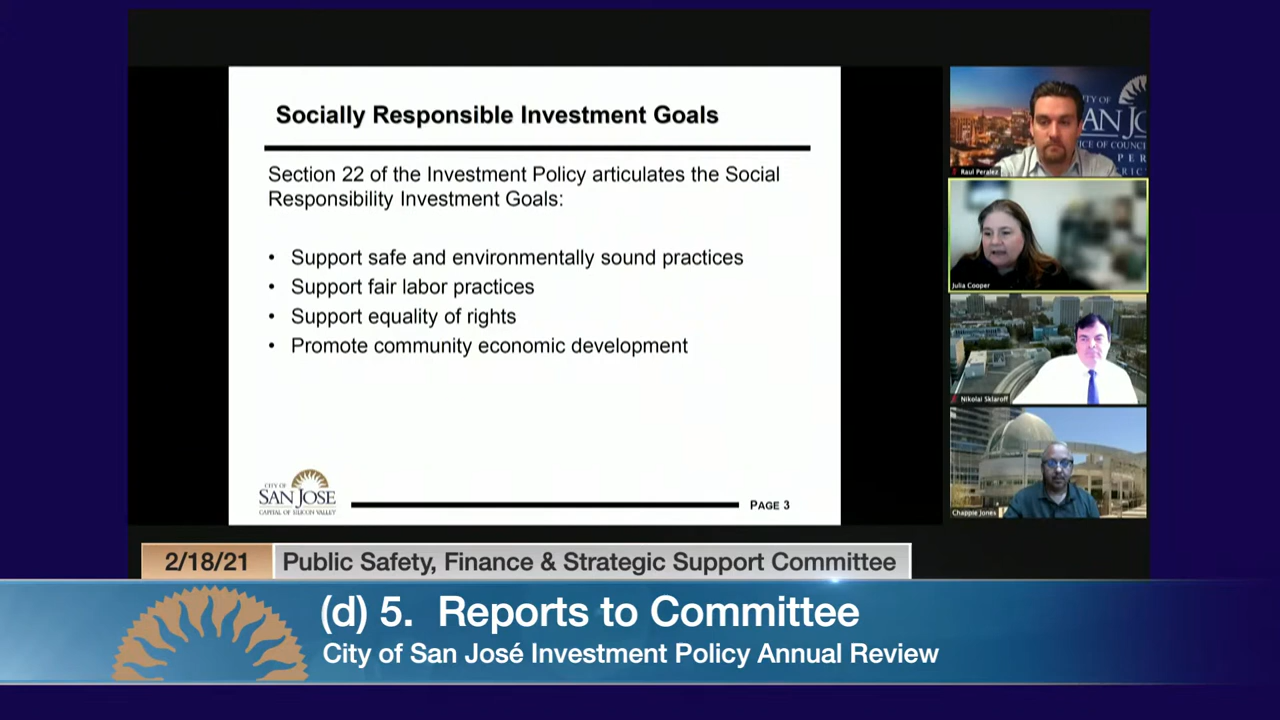 Socially Responsible Investment Goals
Section 22 of the Investment Policy articulates the Social
Responsibility Investment Goals:
• Support safe and environmentally sound practices
• Support fair labor practices
• Support equality of rights
• Promote community economic development
CITY OF
SAN JOSE
CAPITAL OF SILICON VALLEY
PAGE 3
Raul Peralez
Julia Cooper
Nikolai Sklaroff
Chappie Jones
2/18/21
Public Safety, Finance & Strategic Support Committee
(d) 5. Reports to Committee
City of San José Investment Policy Annual Review